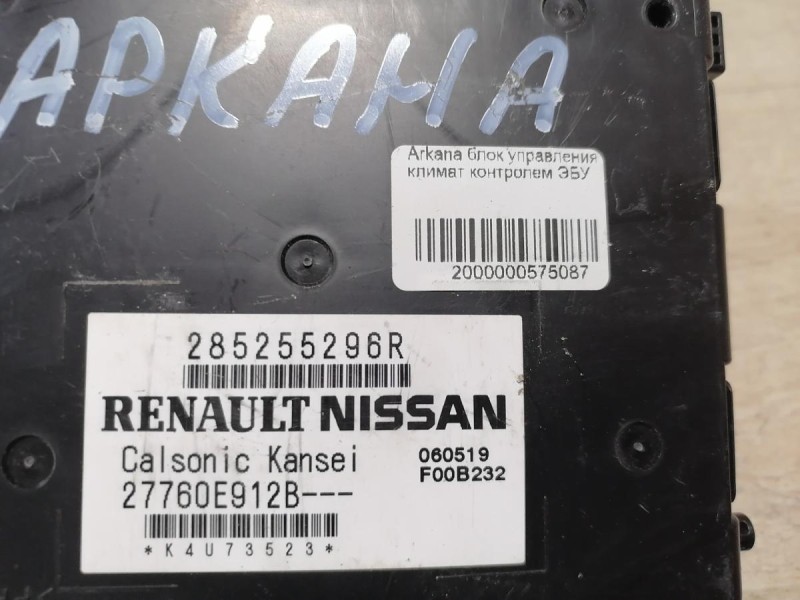 АРКАНА
Arkana блок управления
климат контролем ЭБУ
2000000575087
285255296R
RENAULT NISSAN
Calsonic Kansei
060519
27760E912B---
F00B232
*K4U73523*